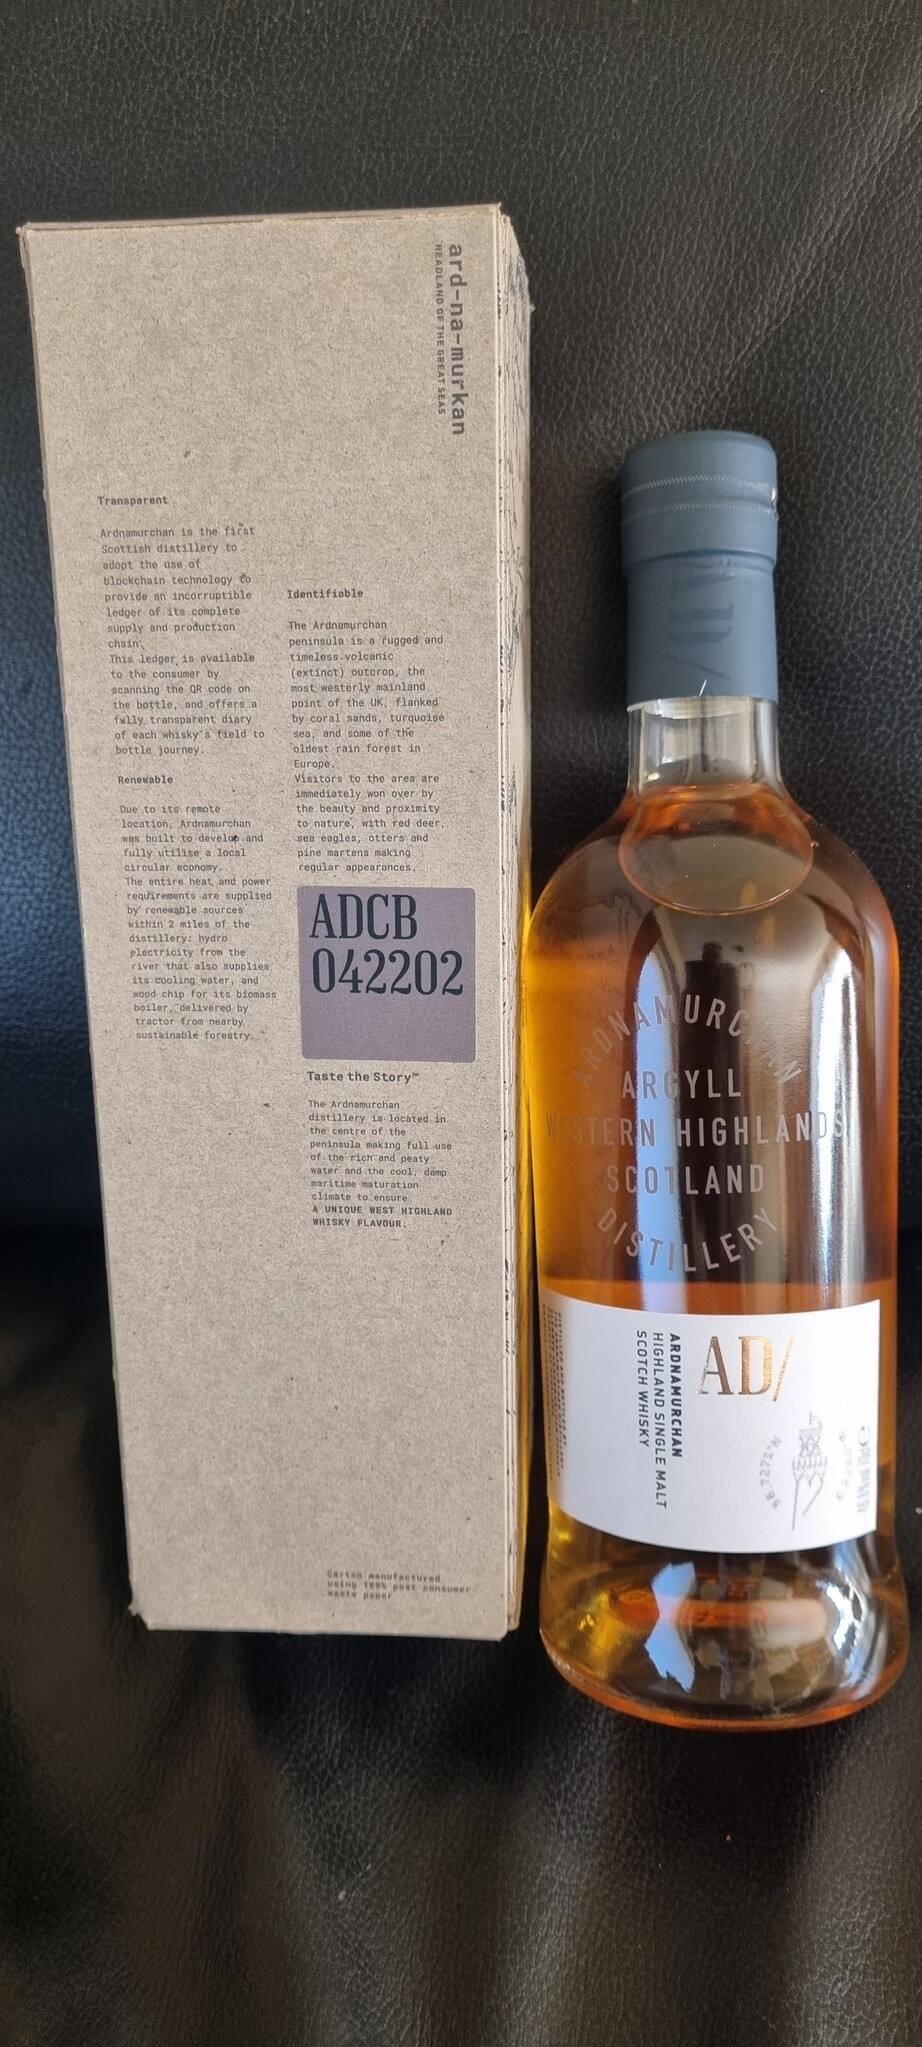 ard-na-murkan
HEADLAND OF THE GREAT SEAS
Transparent
Ardnamurchan is the first
Scottish distillery to
adopt the use of
blockchain technology to
provide an incorruptible
ledger of its complete
supply and production
chain.
This ledger is available
to the consumer by
scanning the QR code on
the bottle, and offers a
fully transparent diary
of each whisky's field to
bottle journey.
Renewable
Due to its remote
location, Ardnamurchan
was built to develop and
fully utilise a local
circular economy.
The entire heat and power
requirements are supplied
by renewable sources
within 2 miles of the
distillery: hydro
electricity from the
river that also supplies
its cooling water, and
wood chip for its biomass
boiler, delivered by
tractor from nearby
sustainable forestry.
Identifiable
The Ardnamurchan
peninsula is a rugged and
timeless volcanic
(extinct) outcrop, the
most westerly mainland
point of the UK, flanked
by coral sands, turquoise
sea, and some of the
oldest rain forest in
Europe.
Visitors to the area are
immediately won over by
the beauty and proximity
to nature, with red deer,
sea eagles, otters and
pine martens making
regular appearances.
ADCB
042202
Taste the Story™
The Ardnamurchan
distillery is located in
the centre of the
peninsula making full use
of the rich and peaty
water and the cool, damp
maritime maturation
climate to ensure
A UNIQUE WEST HIGHLAND
WHISKY FLAVOUR.
Carton manufactured
using 100% post consumer
waste paper
ARDNAMURCHAN
ARGYLL
WESTERN HIGHLANDS
SCOTLAND
DISTILLERY
AD/
ARDNAMURCHAN
HIGHLAND SINGLE MALT
SCOTCH WHISKY